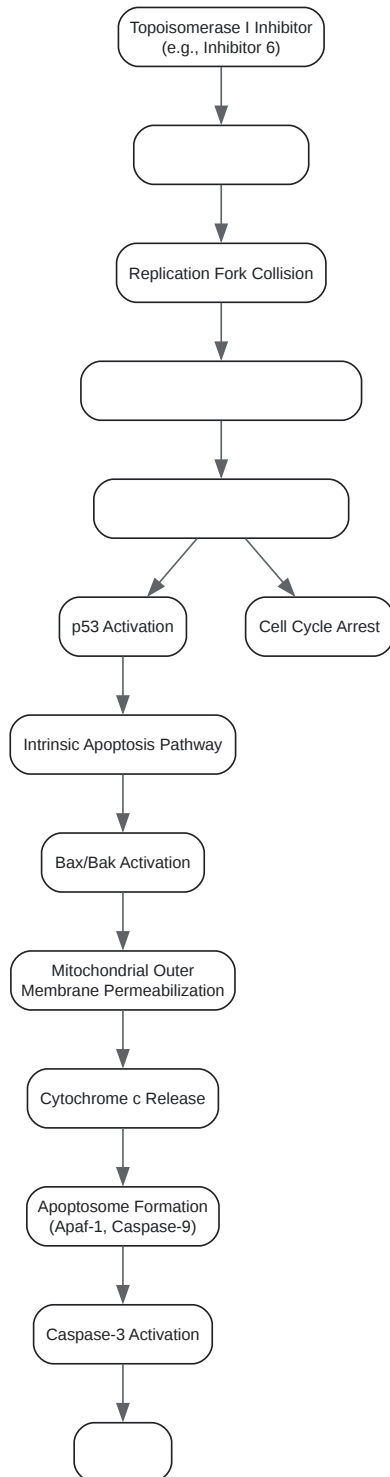 Topoisomerase I Inhibitor
(e.g., Inhibitor 6)
Replication Fork Collision
p53 Activation
Cell Cycle Arrest
Intrinsic Apoptosis Pathway
Bax/Bak Activation
Mitochondrial Outer
Membrane Permeabilization
Cytochrome c Release
Apoptosome Formation
(Apaf-1, Caspase-9)
Caspase-3 Activation